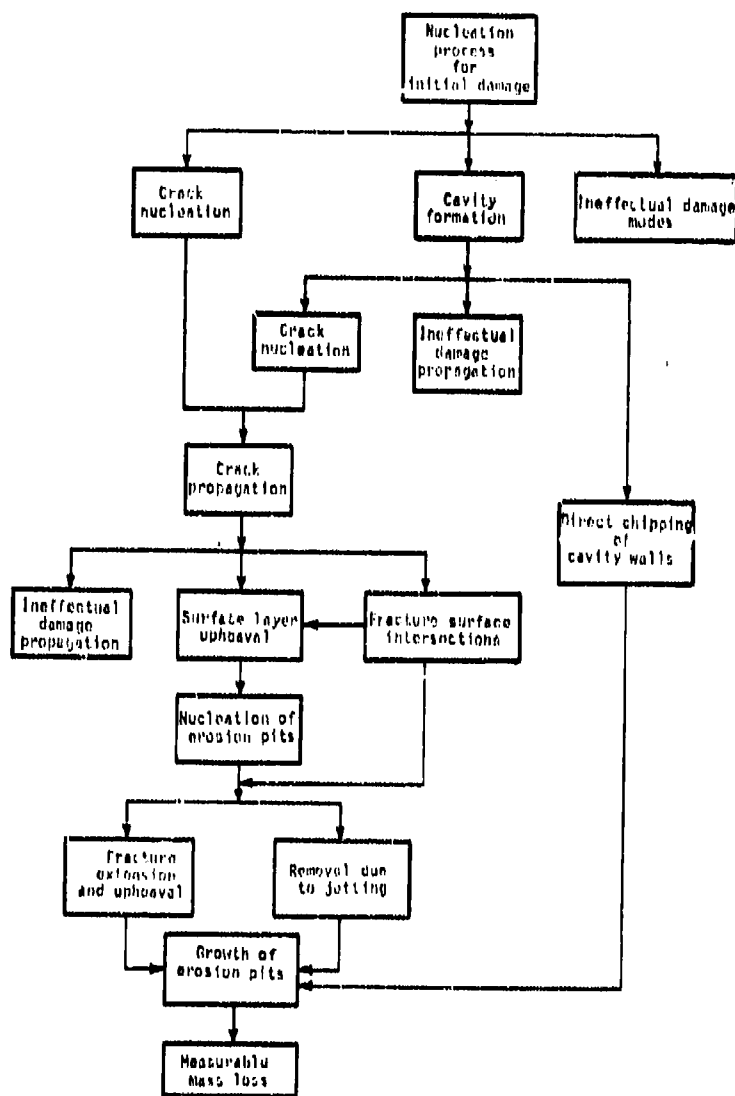 Nucleation
process
for
initial damage
Crack
nucleation
Cavity
formation
Ineffectual damage
modes
Crack
nucleation
Ineffectual
damage
propagation
Crack
propagation
Direct chipping
of
cavity walls
Ineffectual
damage
propagation
Surface layer
upheaval
Fracture surface
intersections
Nucleation of
erosion pits
Fracture
extension
and upheaval
Removal due
to jetting
Growth of
erosion pits
Measurable
mass loss